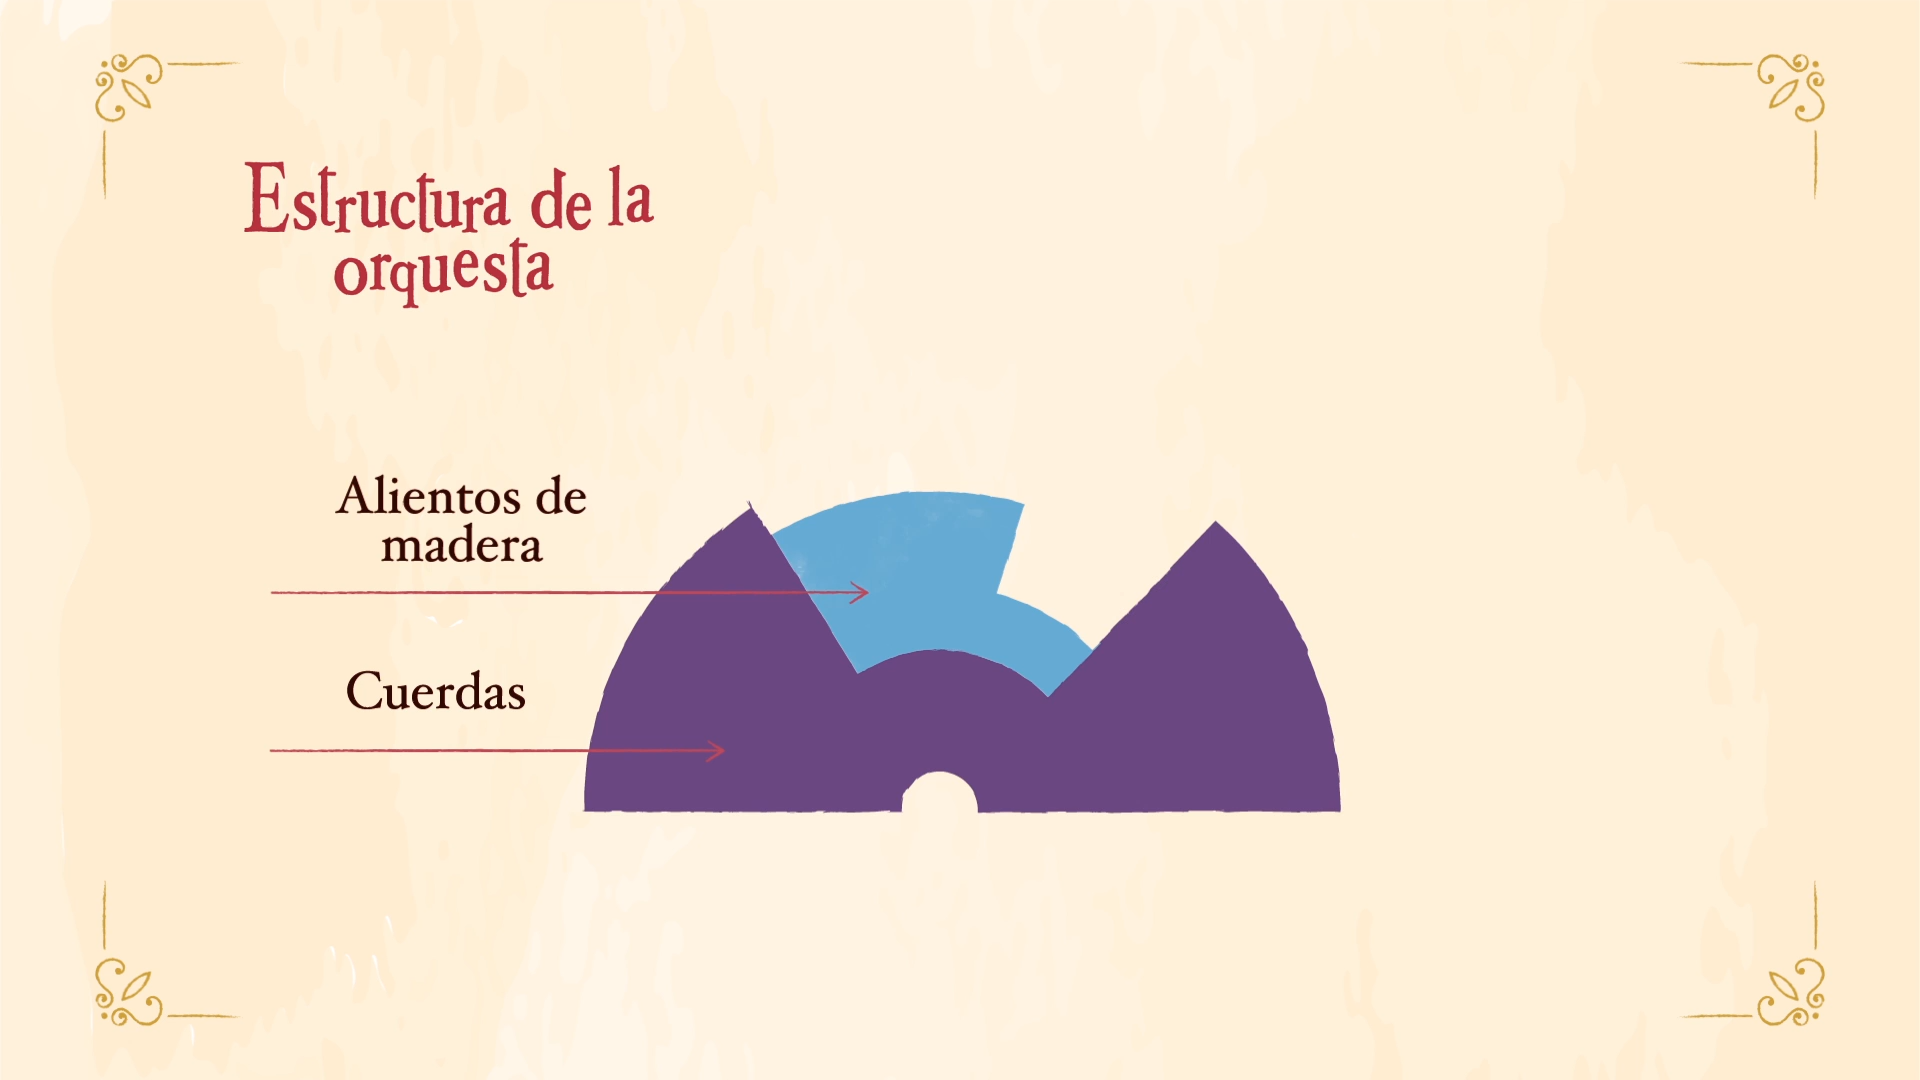 Estructura de la
orquesta
Alientos de
madera
Cuerdas